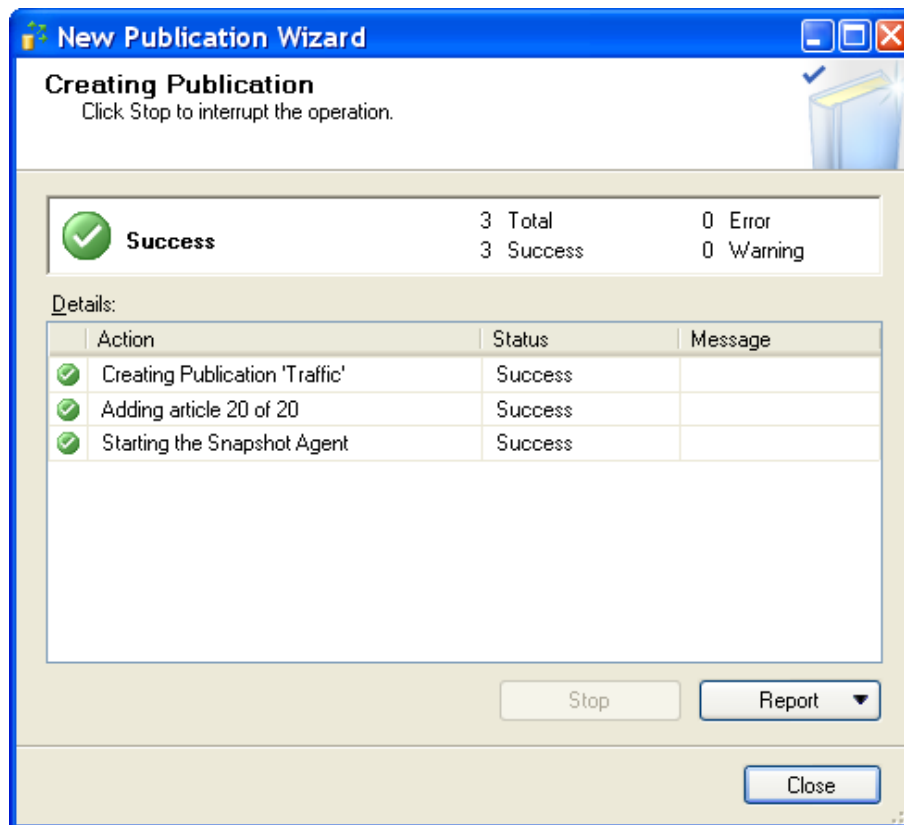 New Publication Wizard
Creating Publication
Click Stop to interrupt the operation.
Success 3 Total 0 Error
3 Success 0 Warning
Details:
Action Status Message
Creating Publication 'Traffic' Success
Adding article 20 of 20 Success
Starting the Snapshot Agent Success
Stop Report
Close